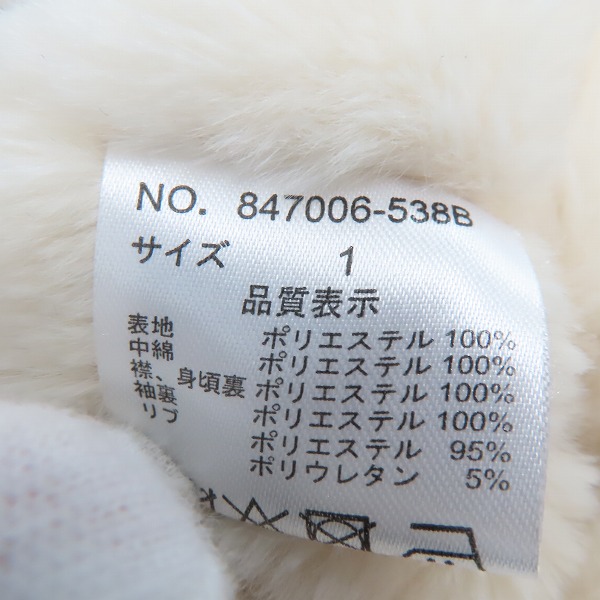 NO. 847006-538B
サイズ 1
品質表示
表地 ポリエステル 100%
中綿 ポリエステル 100%
襟、身頃裏 ポリエステル 100%
袖裏 ポリエステル 100%
リブ ポリエステル 95%
ポリウレタン 5%